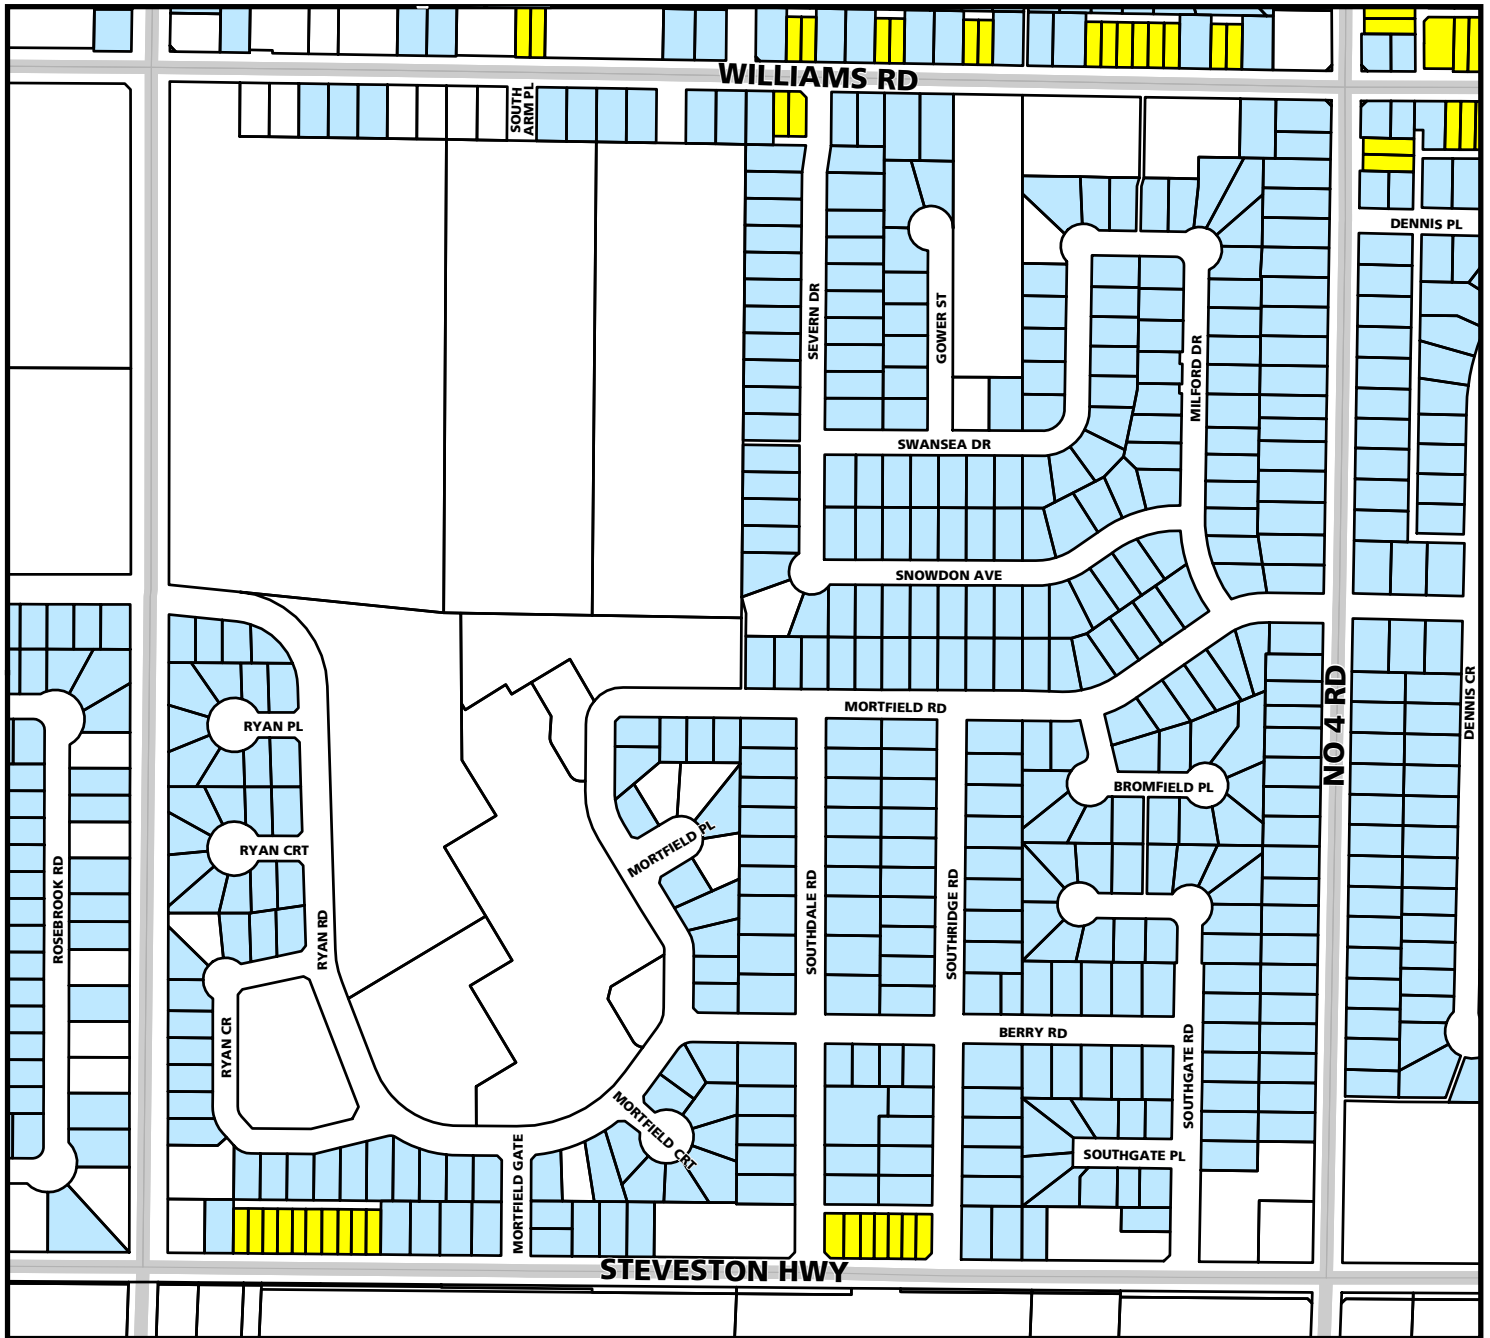 WILLIAMS RD
SOUTH
ARM PL
DENNIS PL
SEVERN DR
GOWER ST
MILFORD DR
SWANSEA DR
SNOWDON AVE
MORTFIELD RD
NO 4 RD
DENNIS CR
RYAN PL
BROMFIELD PL
MORTFIELD PL
RYAN CRT
ROSEBROOK RD
RYAN RD
SOUTHDALE RD
SOUTHRIDGE RD
RYAN CR
BERRY RD
SOUTHGATE RD
MORTFIELD CRT
MORTFIELD GATE
SOUTHGATE PL
STEVESTON HWY